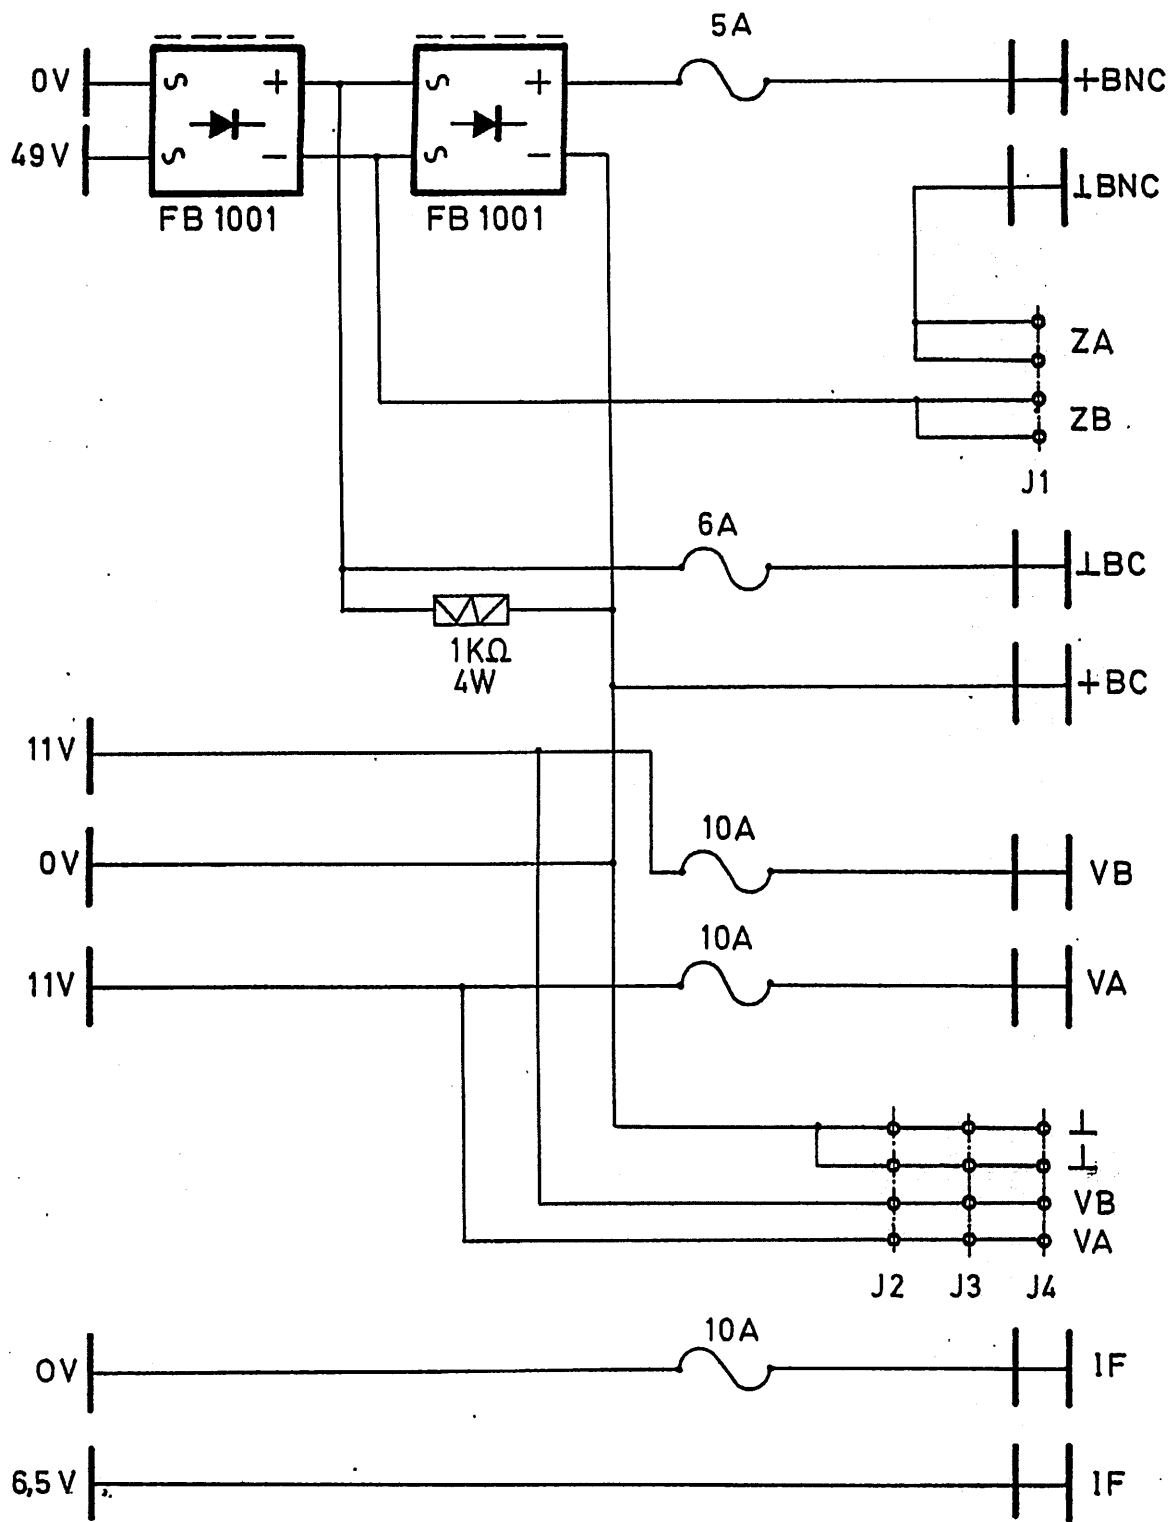 5A
0V
S
+
S
+
+BNC
49V
S
−
S
−
⊥BNC
FB 1001
FB 1001
ZA
ZB
J1
6A
⊥BC
1KΩ
4W
+BC
11V
10A
0V
VB
10A
11V
VA
⊥
⊥
VB
VA
J2
J3
J4
10A
0V
IF
6,5V
IF